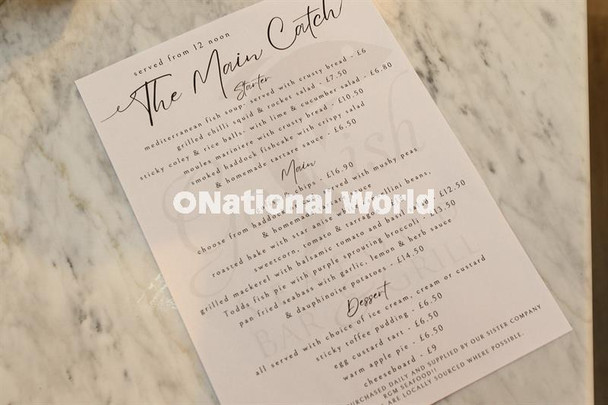 served from 12 noon
The Main Catch
Starter
mediterranean fish soup, served with crusty bread - £6
grilled chilli squid & rocket salad - £7.50
sticky coley & rice balls with lime & cucumber salad - £6.80
moules mariniere with crusty bread - £10.50
smoked haddock fishcake with crispy salad
& homemade tartare sauce - £6.50
Main
chips - £16.90
choose from haddock served with mushy peas
& homemade sauce
roasted hake with star anise beans,
sweetcorn, tomato & £12.50
grilled mackerel with balsamic tomato and basil
Todds fish pie with purple sprouting broccoli - £13.50
pan fried seabass with garlic, lemon & herb sauce
& dauphinoise potatoes - £14.50
Dessert
all served with choice of ice cream, cream or custard
sticky toffee pudding - £6.50
egg custard tart - £6.50
warm apple pie - £6.50
cheeseboard - £9
PURCHASED DAILY AND SUPPLIED BY OUR SISTER COMPANY
RGM SEAFOOD!!
ARE LOCALLY SOURCED WHERE POSSIBLE.
BAR & GRILL
ONational World